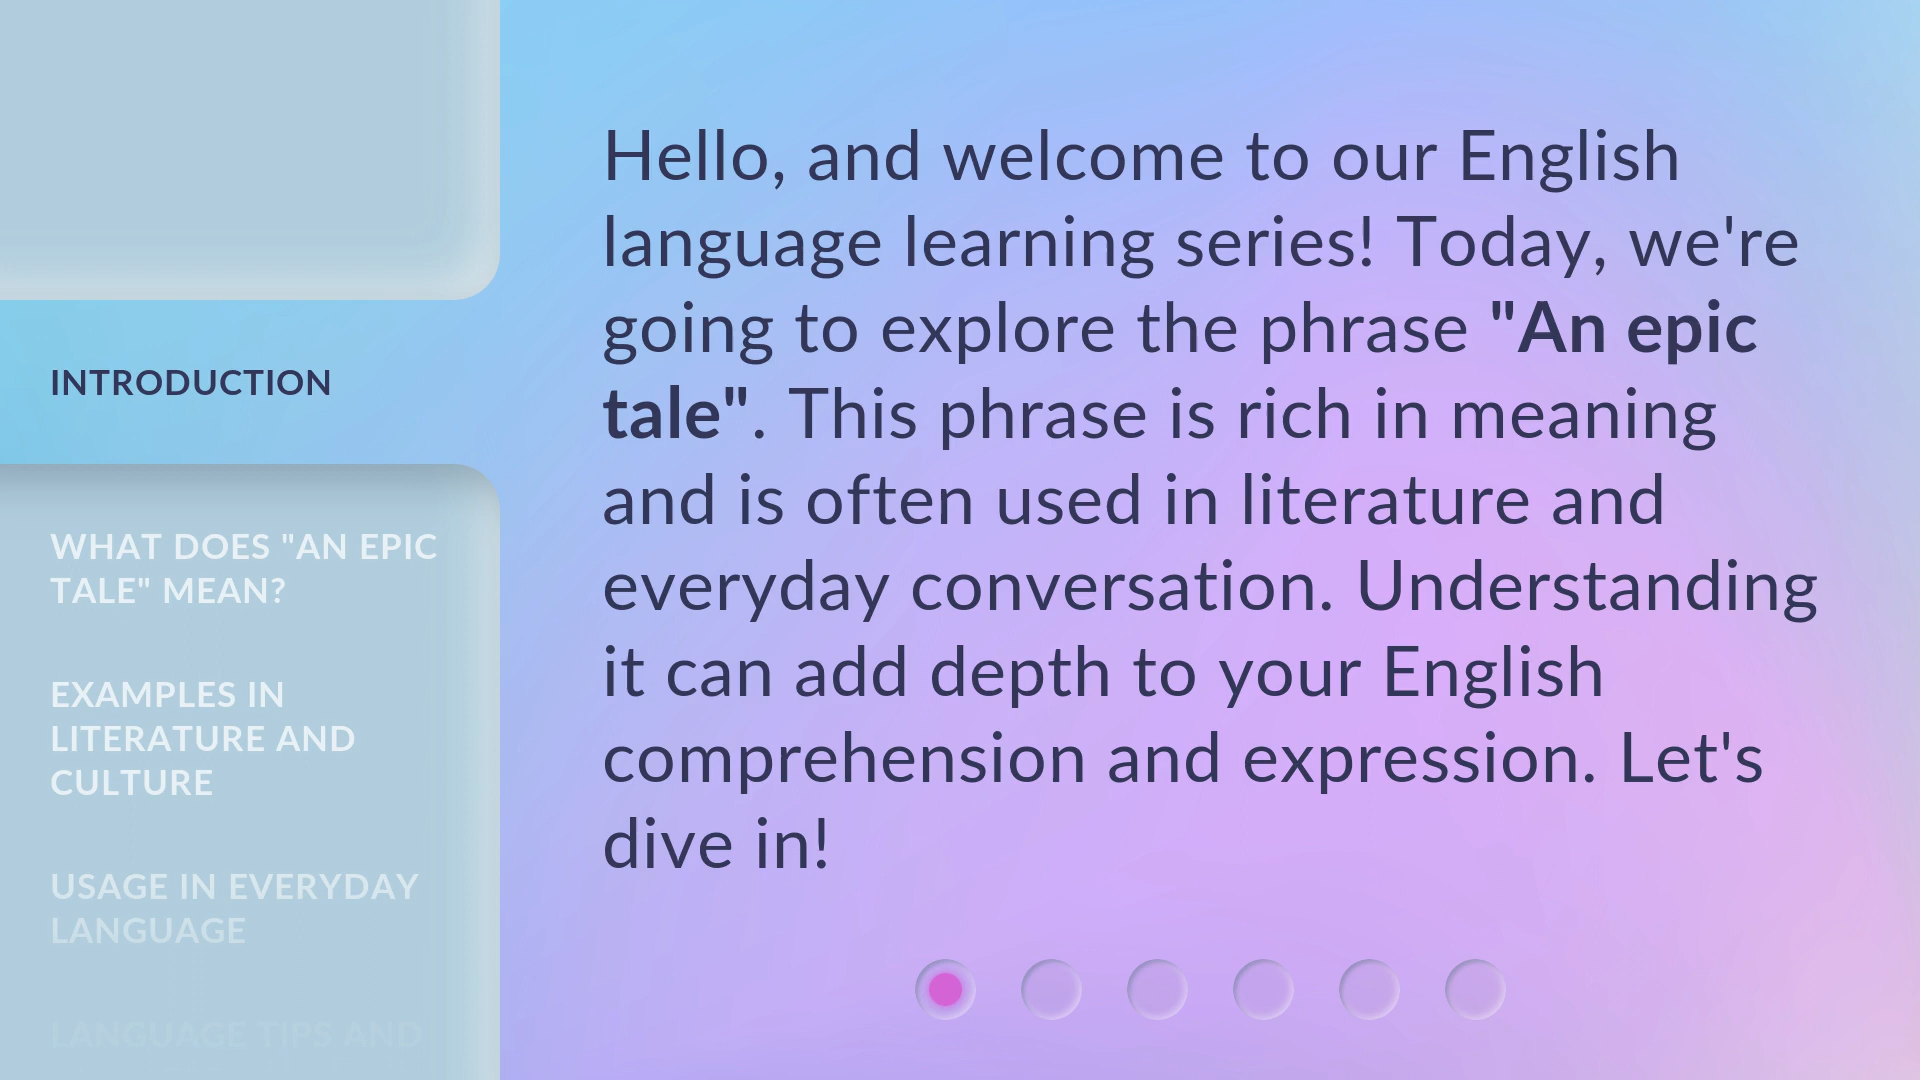 INTRODUCTION
WHAT DOES "AN EPIC
TALE" MEAN?
EXAMPLES IN
LITERATURE AND
CULTURE
USAGE IN EVERYDAY
LANGUAGE
LANGUAGE TIPS AND
Hello, and welcome to our English
language learning series! Today, we're
going to explore the phrase "An epic
tale". This phrase is rich in meaning
and is often used in literature and
everyday conversation. Understanding
it can add depth to your English
comprehension and expression. Let's
dive in!